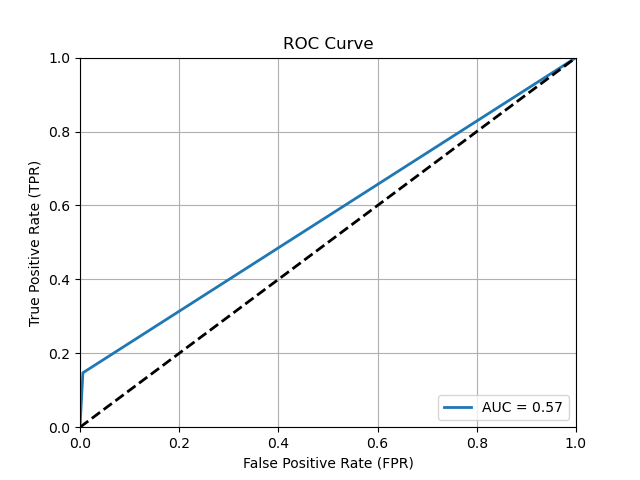 ROC Curve
True Positive Rate (TPR)
1.0
0.8
0.6
0.4
0.2
0.0
AUC = 0.57
0.0 0.2 0.4 0.6 0.8 1.0
False Positive Rate (FPR)